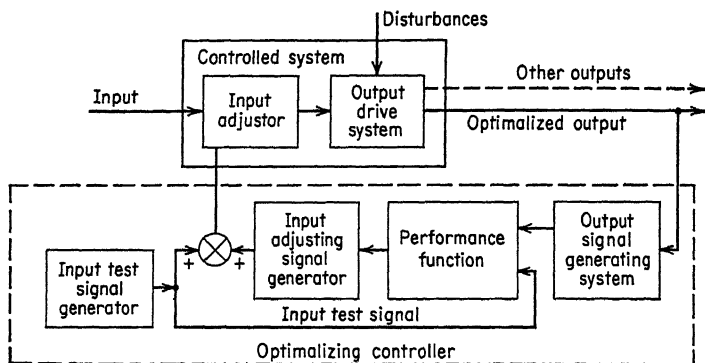 Disturbances
Controlled system
Other outputs
Input
Input
adjustor
Output
drive
system
Optimalized output
Input
adjusting
signal
generator
Performance
function
Output
signal
generating
system
+
+
Input test
signal
generator
Input test signal
Optimalizing controller